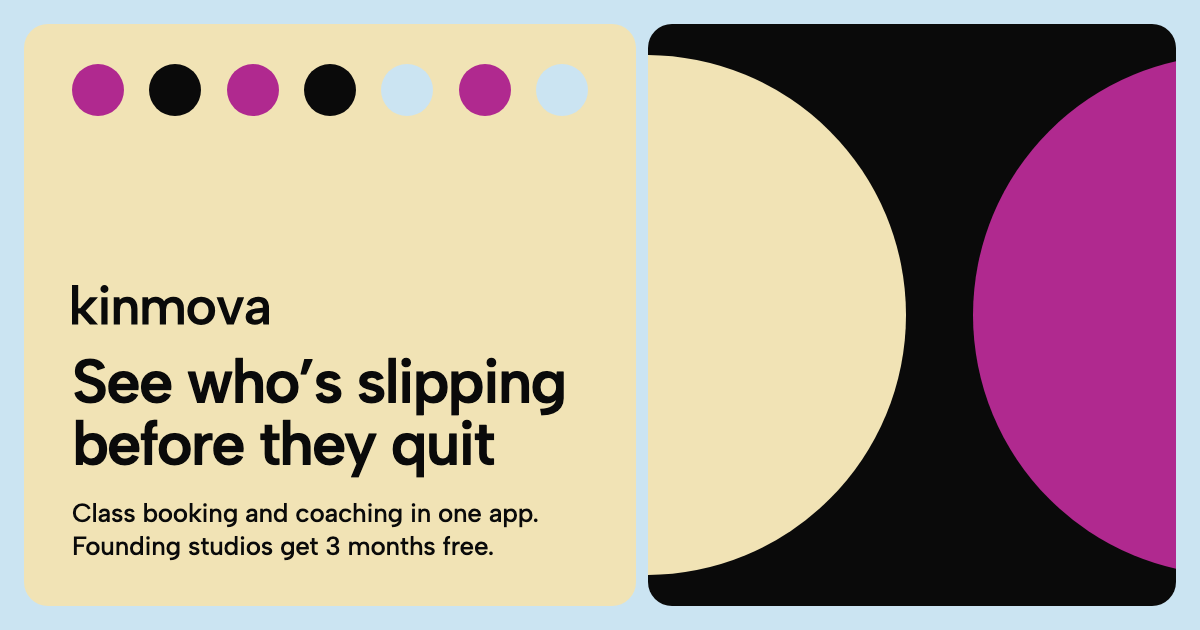 kinmova
See who’s slipping
before they quit
Class booking and coaching in one app.
Founding studios get 3 months free.